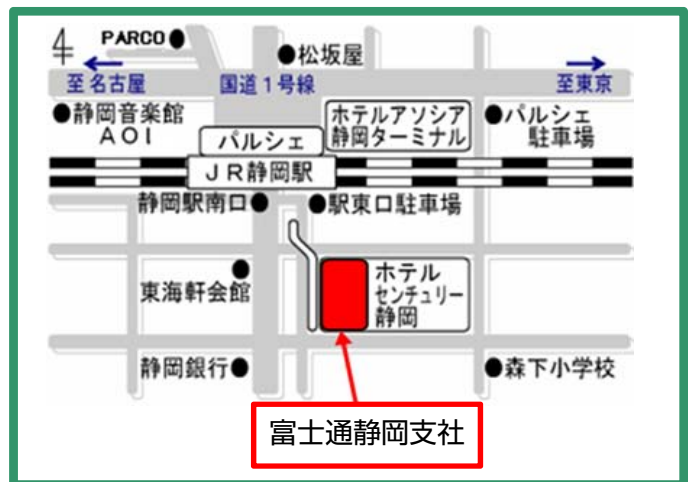 PARCO●
●松坂屋
至名古屋
国道1号線
至東京
●静岡音楽館
AOI
パルシェ
ホテルアソシア
静岡ターミナル
●パルシェ
駐車場
JR静岡駅
静岡駅南口●
●駅東口駐車場
東海軒会館
ホテル
センチュリー
静岡
静岡銀行●
●森下小学校
富士通静岡支社